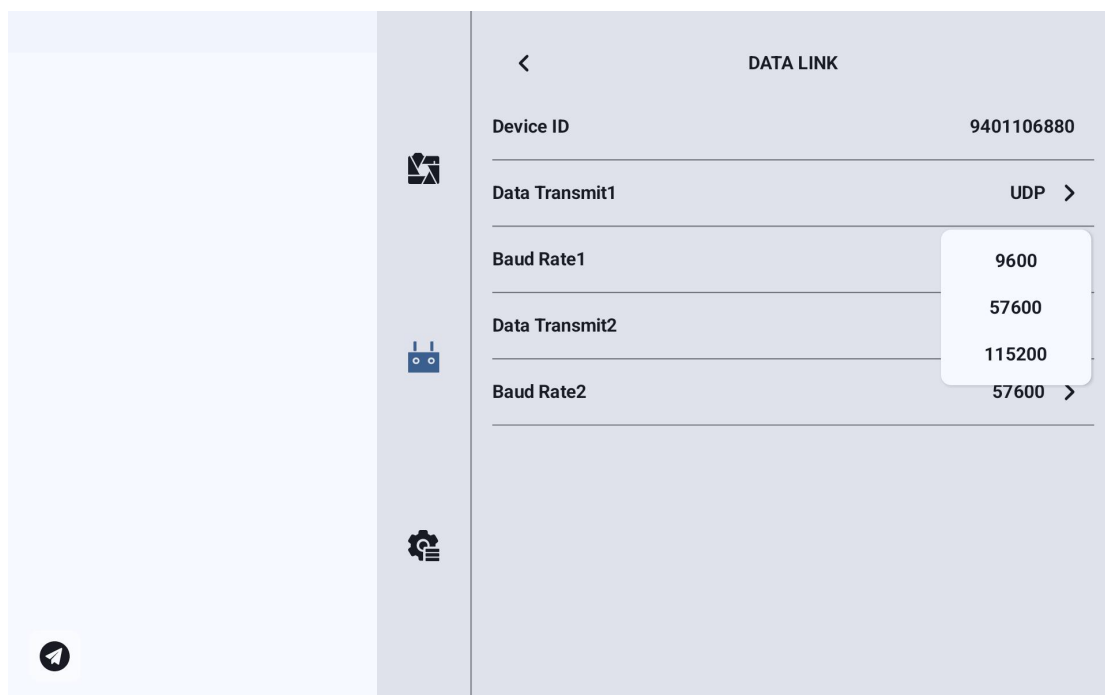 DATA LINK
Device ID 9401106880
Data Transmit1 UDP
Baud Rate1
9600
57600
Data Transmit2
115200
Baud Rate2 57600